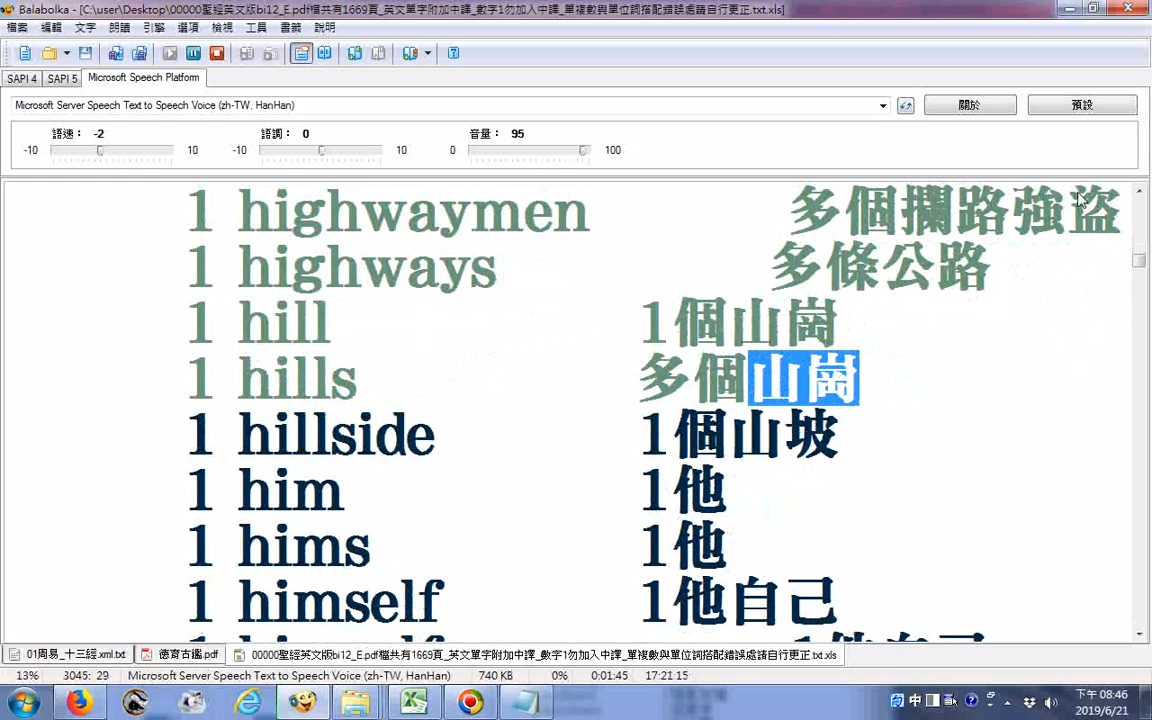 Balabolka - [C:\user\Desktop\00000聖經英文版bi12_E.pdf檔共有1669頁_英文單字附加中譯_數字1勿加入中譯_單複數與單位詞搭配錯誤處請自行更正.txt.xls]
檔案 編輯 文字 朗讀 引擎 選項 檢視 工具 書籤 說明
SAPI 4 SAPI 5 Microsoft Speech Platform
Microsoft Server Speech Text to Speech Voice (zh-TW, HanHan) 關於 預設
語速： -2 語調： 0 音量： 95
-10 10 -10 10 0 100
1 highwaymen 多個攔路強盜
1 highways 多條公路
1 hill 1個山崗
1 hills 多個山崗
1 hillside 1個山坡
1 him 1他
1 hims 1他
1 himself 1他自己
01周易_十三經.xml.txt 德育古鑑.pdf 00000聖經英文版bi12_E.pdf檔共有1669頁_英文單字附加中譯_數字1勿加入中譯_單複數與單位詞搭配錯誤處請自行更正.txt.xls
13% 3045: 29 Microsoft Server Speech Text to Speech Voice (zh-TW, HanHan) 740 KB 0% 0:01:45 17:21:15
中 下午 08:46
2019/6/21